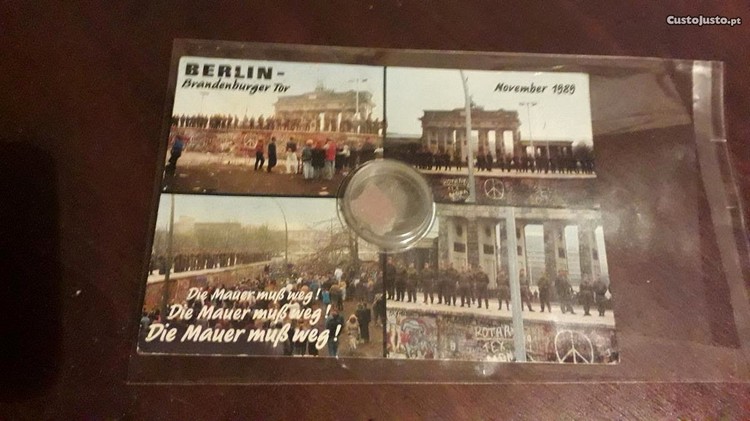 CustoJusto.pt
BERLIN-
Brandenburger Tor
November 1989
Die Mauer muß weg!
Die Mauer muß weg!
Die Mauer muß weg!